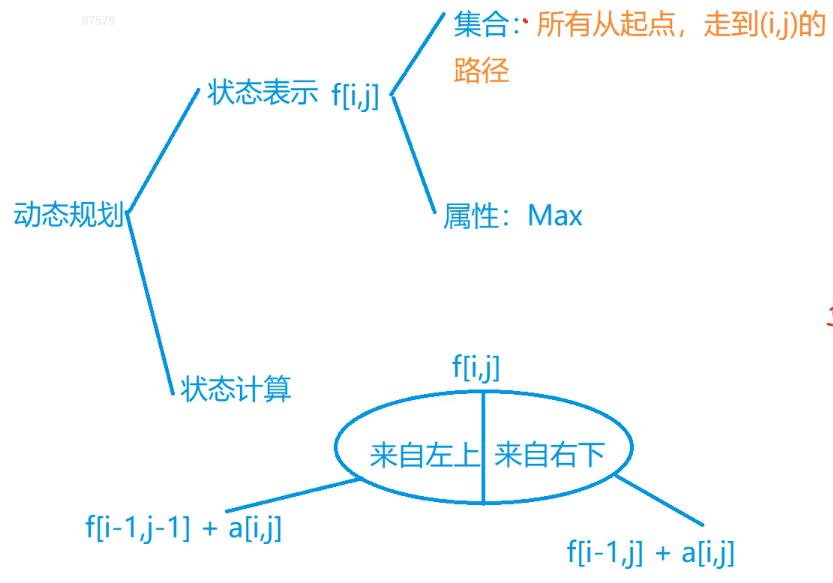 87579
集合：所有从起点，走到(i,j)的
路径
状态表示 f[i,j]
动态规划
属性：Max
状态计算
f[i,j]
来自左上 来自右下
f[i-1,j-1] + a[i,j]
f[i-1,j] + a[i,j]